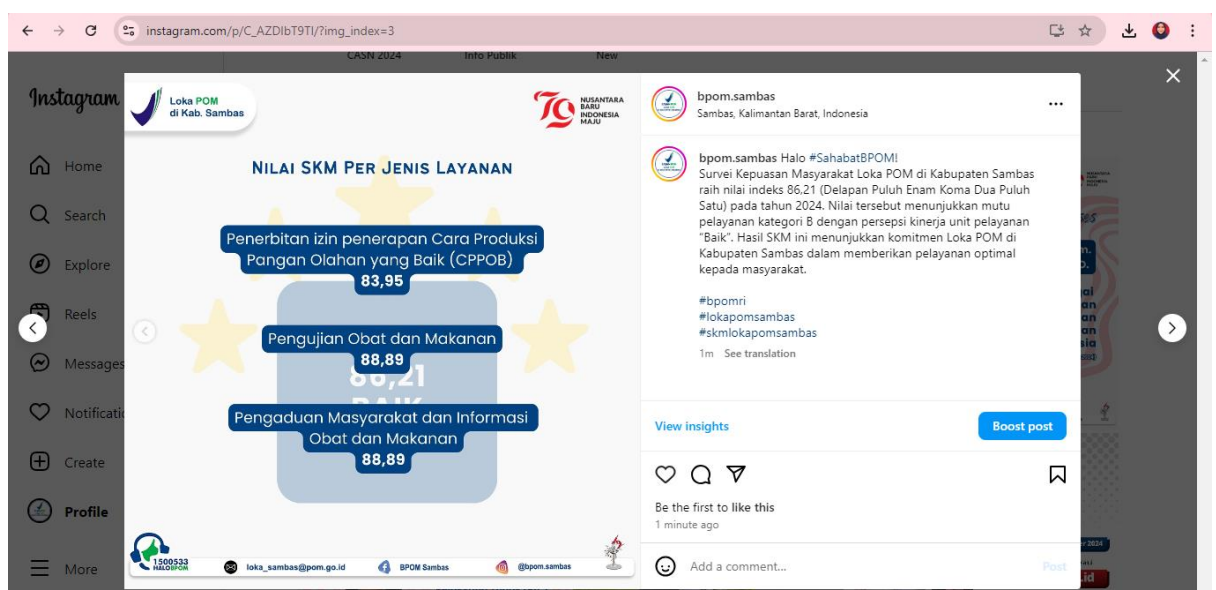 instagram.com/p/C_AZDIbT9TI/?img_index=3
CASN 2024
Info Publik
New
Instagram
Home
Search
Explore
Reels
Messages
Notificatic
Create
Profile
More
Loka POM
di Kab. Sambas
79
NUSANTARA
BARU
INDONESIA
MAJU
NILAI SKM PER JENIS LAYANAN
Penerbitan izin penerapan Cara Produksi
Pangan Olahan yang Baik (CPPOB)
83,95
Pengujian Obat dan Makanan
88,89
86,21
BAIK
Pengaduan Masyarakat dan Informasi
Obat dan Makanan
88,89
1500533
HALOBPOM
loka_sambas@pom.go.id
BPOM Sambas
@bpom.sambas
bpom.sambas
Sambas, Kalimantan Barat, Indonesia
bpom.sambas Halo #SahabatBPOM!
Survei Kepuasan Masyarakat Loka POM di Kabupaten Sambas
raih nilai indeks 86,21 (Delapan Puluh Enam Koma Dua Puluh
Satu) pada tahun 2024. Nilai tersebut menunjukkan mutu
pelayanan kategori B dengan persepsi kinerja unit pelayanan
"Baik". Hasil SKM ini menunjukkan komitmen Loka POM di
Kabupaten Sambas dalam memberikan pelayanan optimal
kepada masyarakat.
#bpomri
#lokapomsambas
#skmlokapomsambas
1m See translation
View insights
Boost post
Be the first to like this
1 minute ago
Add a comment...
Post